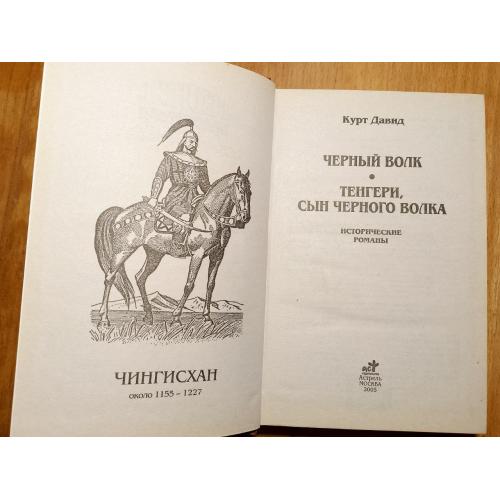 ЧИНГИСХАН
ОКОЛО 1155 – 1227
Курт Давид
ЧЕРНЫЙ ВОЛК
•
ТЕНГЕРИ,
СЫН ЧЕРНОГО ВОЛКА
ИСТОРИЧЕСКИЕ
РОМАНЫ
аст
Астрель
МОСКВА
2005